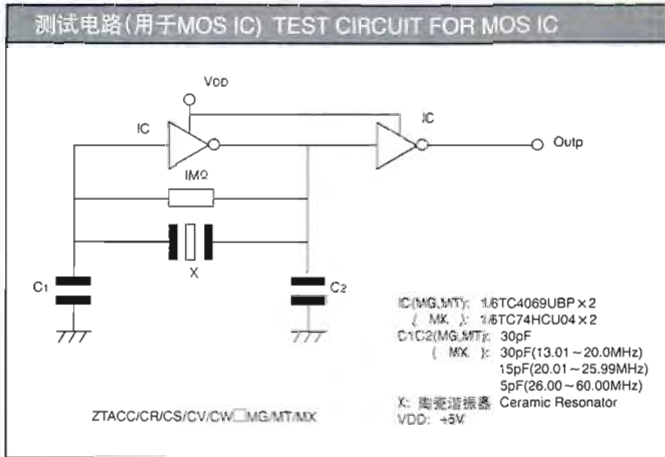 测试电路(用于MOS IC) TEST CIRCUIT FOR MOS IC
VDD
IC
IC
Outp
IMΩ
X
C1
C2
IC(MG,MT): 1/6TC4069UBP×2
( MX ): 1/6TC74HCU04×2
C1C2(MG,MT): 30pF
( MX ): 30pF(13.01~20.0MHz)
15pF(20.01~25.99MHz)
5pF(26.00~60.00MHz)
X: 陶瓷谐振器 Ceramic Resonator
VDD: +5V
ZTACC/CR/CS/CV/CW□MG/MT/MX